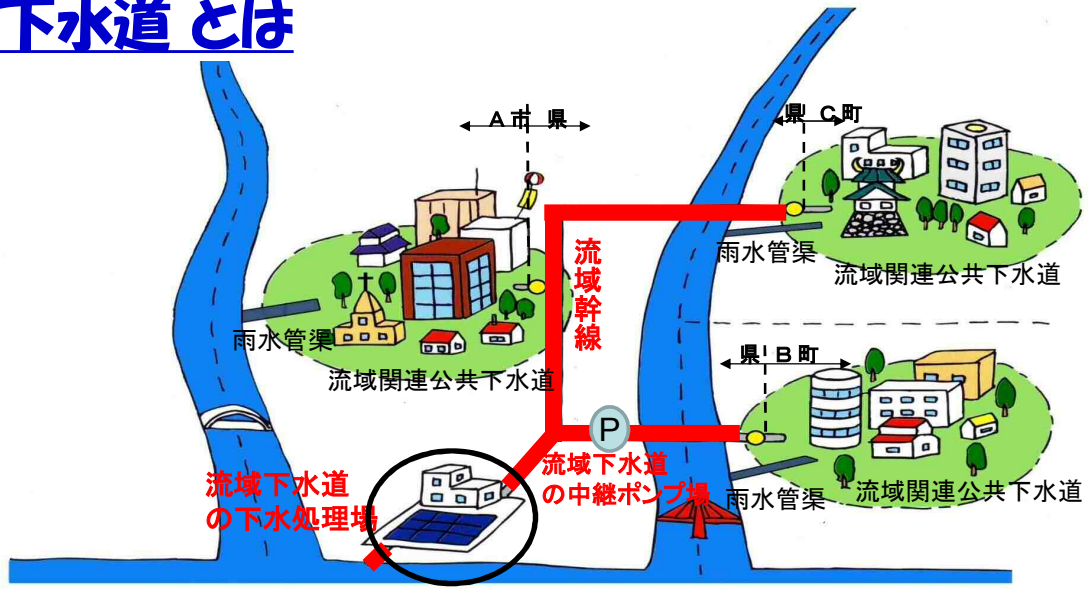 下水道 とは
A市 県
県 C町
雨水管渠
流域関連公共下水道
流域幹線
雨水管渠
流域関連公共下水道
県 B町
P
流域下水道
の中継ポンプ場
流域下水道
の下水処理場
雨水管渠
流域関連公共下水道